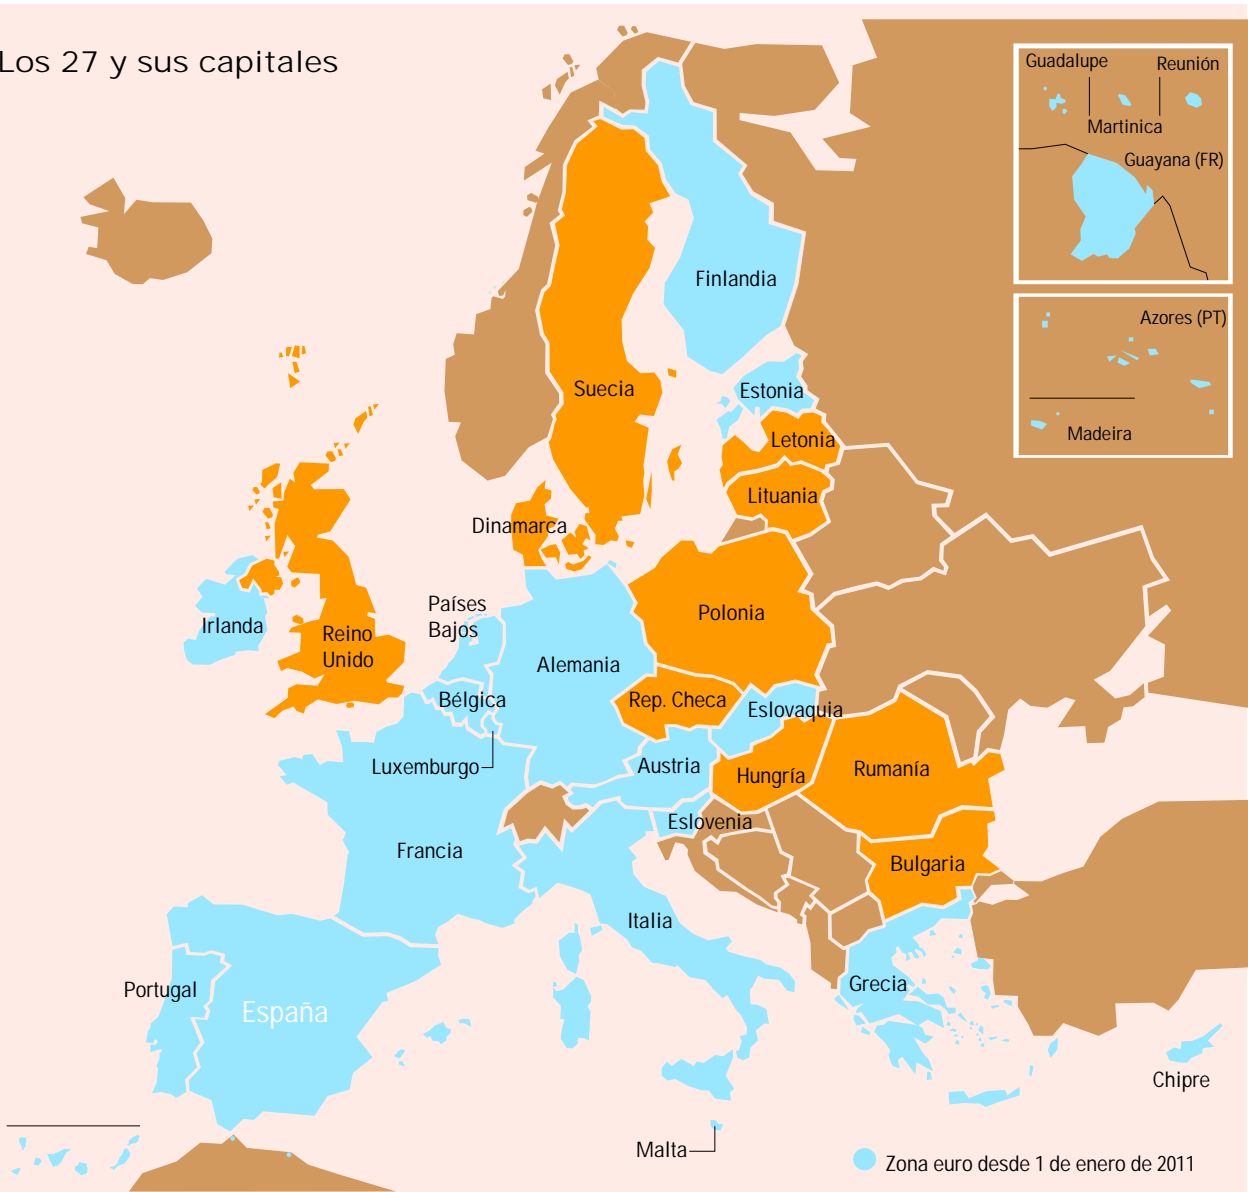 Los 27 y sus capitales
Guadalupe
Reunión
Martinica
Guayana (FR)
Azores (PT)
Madeira
Finlandia
Suecia
Estonia
Letonia
Lituania
Dinamarca
Irlanda
Reino
Unido
Países
Bajos
Polonia
Alemania
Bélgica
Rep. Checa
Eslovaquia
Luxemburgo
Austria
Hungría
Rumanía
Eslovenia
Francia
Bulgaria
Italia
Portugal
España
Grecia
Chipre
Malta
Zona euro desde 1 de enero de 2011